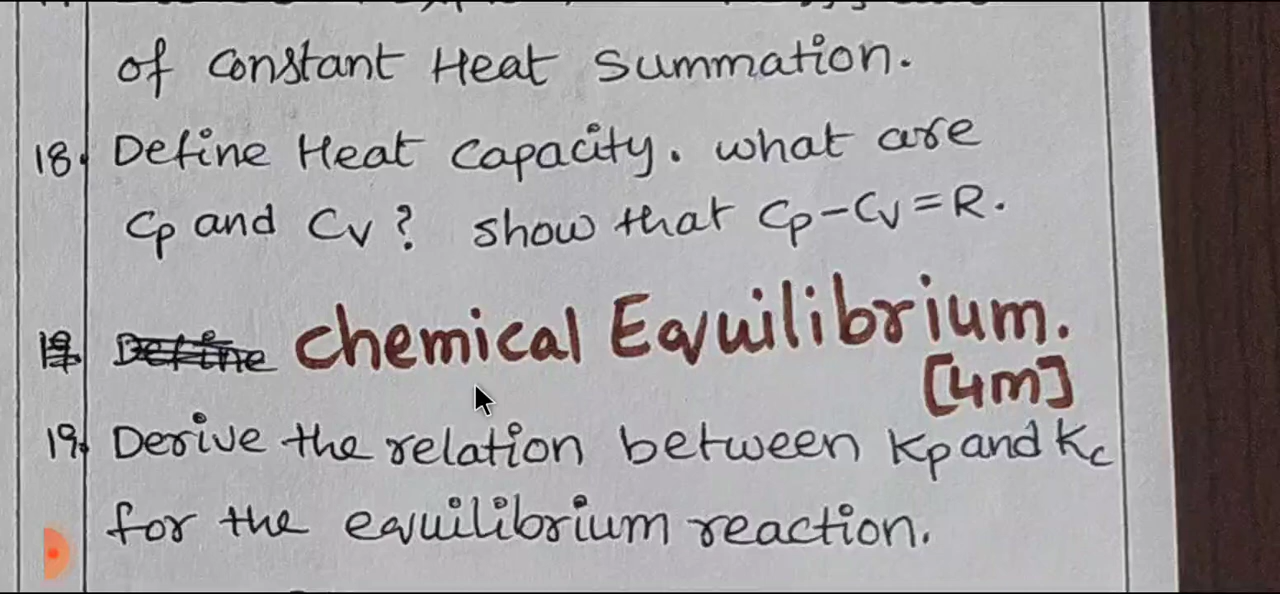 of constant Heat summation.
18. Define Heat capacity. what are
Cp and Cv? show that Cp-Cv=R.
Define chemical Equilibrium.
[4m]
19. Derive the relation between Kp and Kc
for the equilibrium reaction.